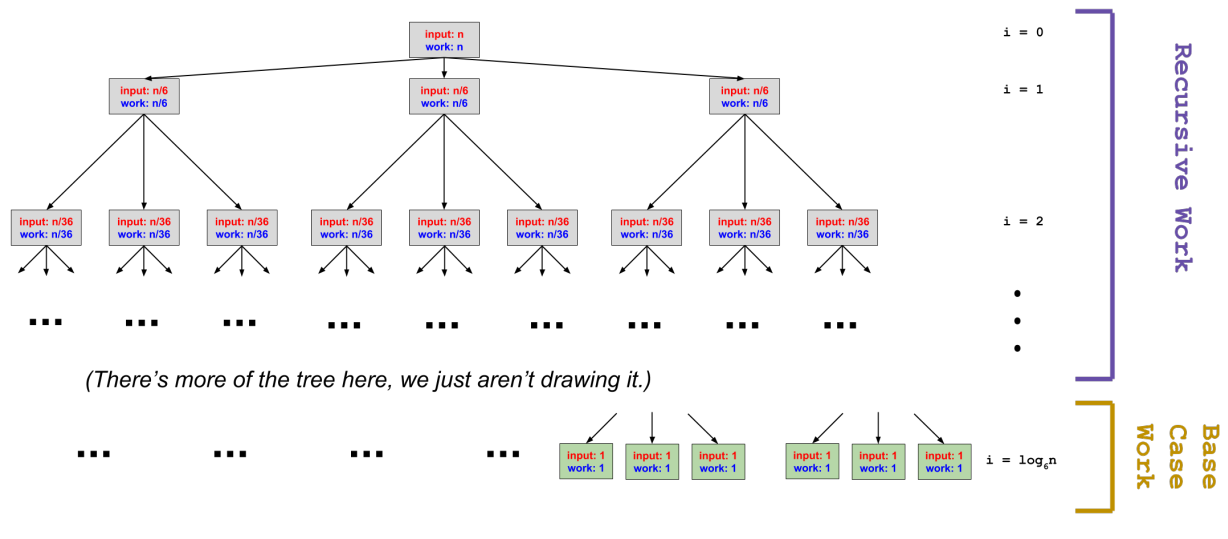 input: n
work: n
i = 0
input: n/6
work: n/6
input: n/6
work: n/6
input: n/6
work: n/6
i = 1
input: n/36
work: n/36
input: n/36
work: n/36
input: n/36
work: n/36
input: n/36
work: n/36
input: n/36
work: n/36
input: n/36
work: n/36
input: n/36
work: n/36
input: n/36
work: n/36
input: n/36
work: n/36
i = 2
Recursive Work
(There's more of the tree here, we just aren't drawing it.)
input: 1
work: 1
input: 1
work: 1
input: 1
work: 1
input: 1
work: 1
input: 1
work: 1
input: 1
work: 1
i = log₆n
Base
Case
Work